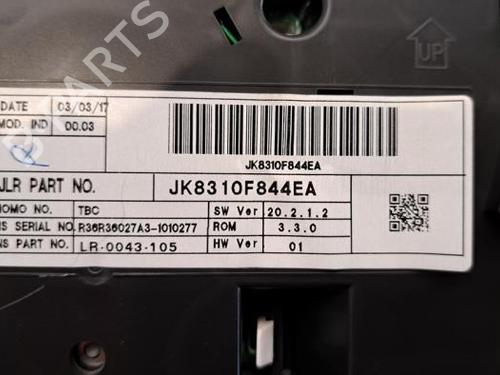 B-PARTS
UP
DATE 03/03/17
MOD. IND 00.03
JK8310F844EA
JLR PART NO. JK8310F844EA
HOMO NO. TBC SW Ver 20.2.1.2
NS SERIAL NO. R36R36027A3-1010277 ROM 3.3.0
NS PART NO. LR-0043-105 HW Ver 01